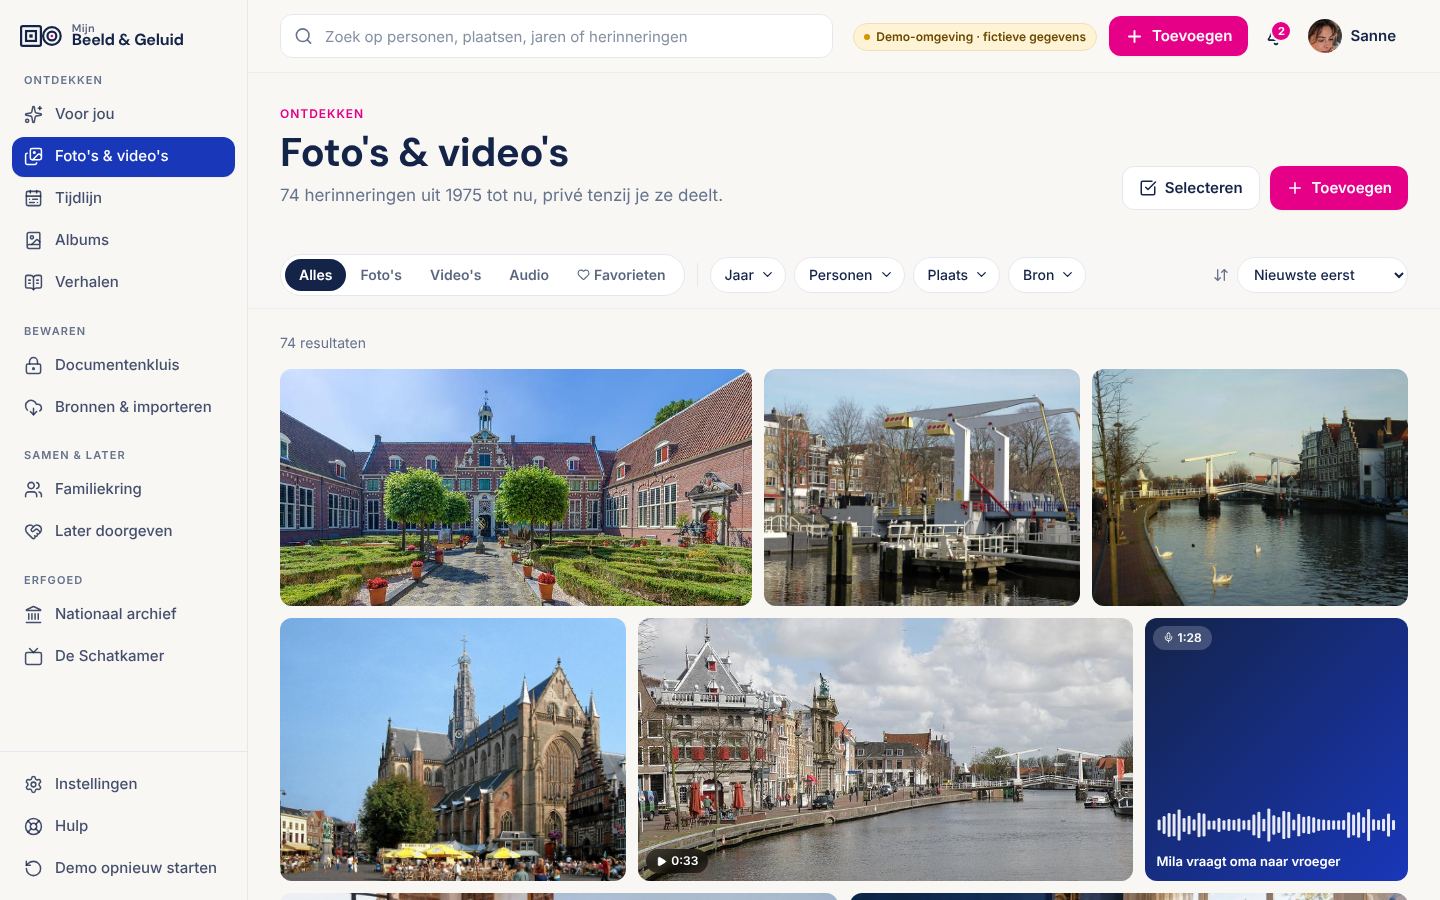 Mijn
Beeld & Geluid
ONTDEKKEN
Voor jou
Foto's & video's
Tijdlijn
Albums
Verhalen
BEWAREN
Documentenkluis
Bronnen & importeren
SAMEN & LATER
Familiekring
Later doorgeven
ERFGOED
Nationaal archief
De Schatkamer
Instellingen
Hulp
Demo opnieuw starten
Zoek op personen, plaatsen, jaren of herinneringen
Demo-omgeving · fictieve gegevens
Toevoegen
2
Sanne
ONTDEKKEN
Foto's & video's
74 herinneringen uit 1975 tot nu, privé tenzij je ze deelt.
Selecteren
Toevoegen
Alles
Foto's
Video's
Audio
Favorieten
Jaar
Personen
Plaats
Bron
Nieuwste eerst
74 resultaten
0:33
1:28
Mila vraagt oma naar vroeger